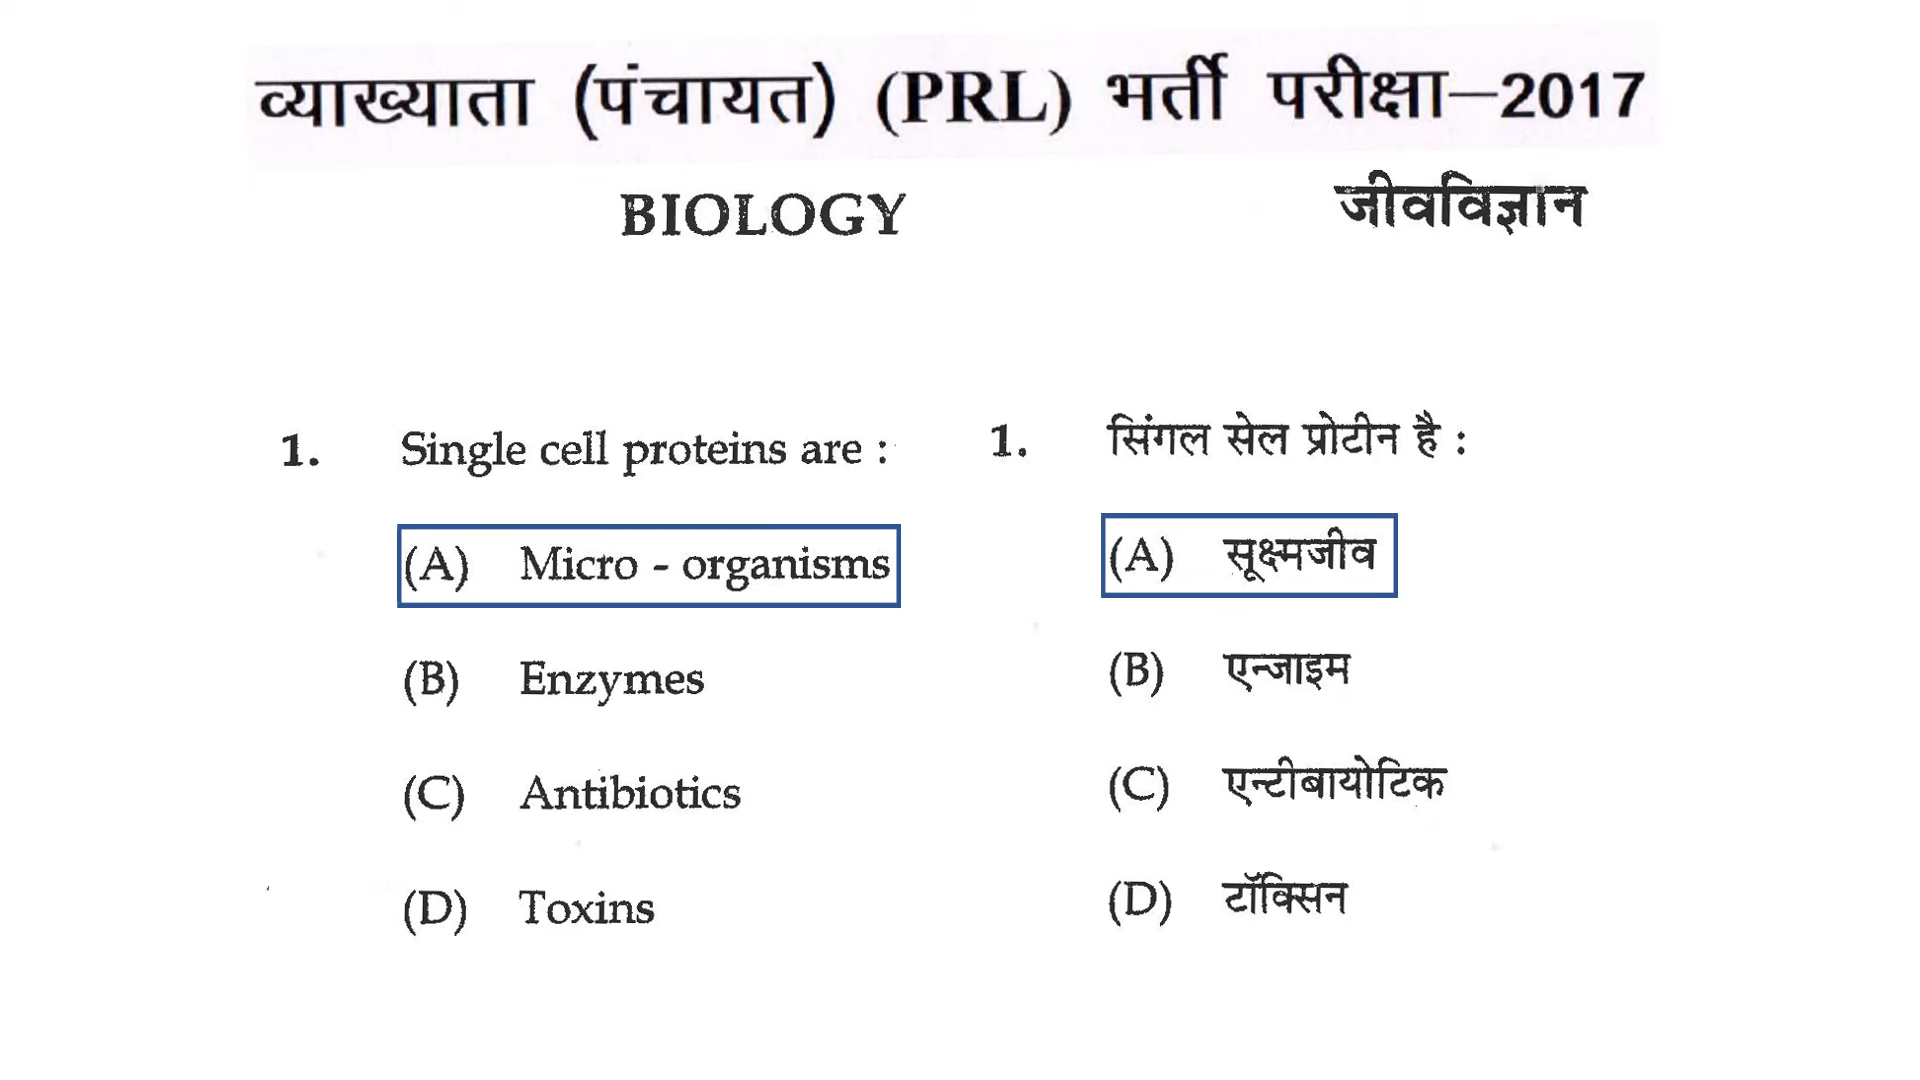 व्याख्याता (पंचायत) (PRL) भर्ती परीक्षा–2017
BIOLOGY जीवविज्ञान
1. Single cell proteins are :
(A) Micro - organisms
(B) Enzymes
(C) Antibiotics
(D) Toxins
1. सिंगल सेल प्रोटीन है :
(A) सूक्ष्मजीव
(B) एन्जाइम
(C) एन्टीबायोटिक
(D) टॉक्सिन